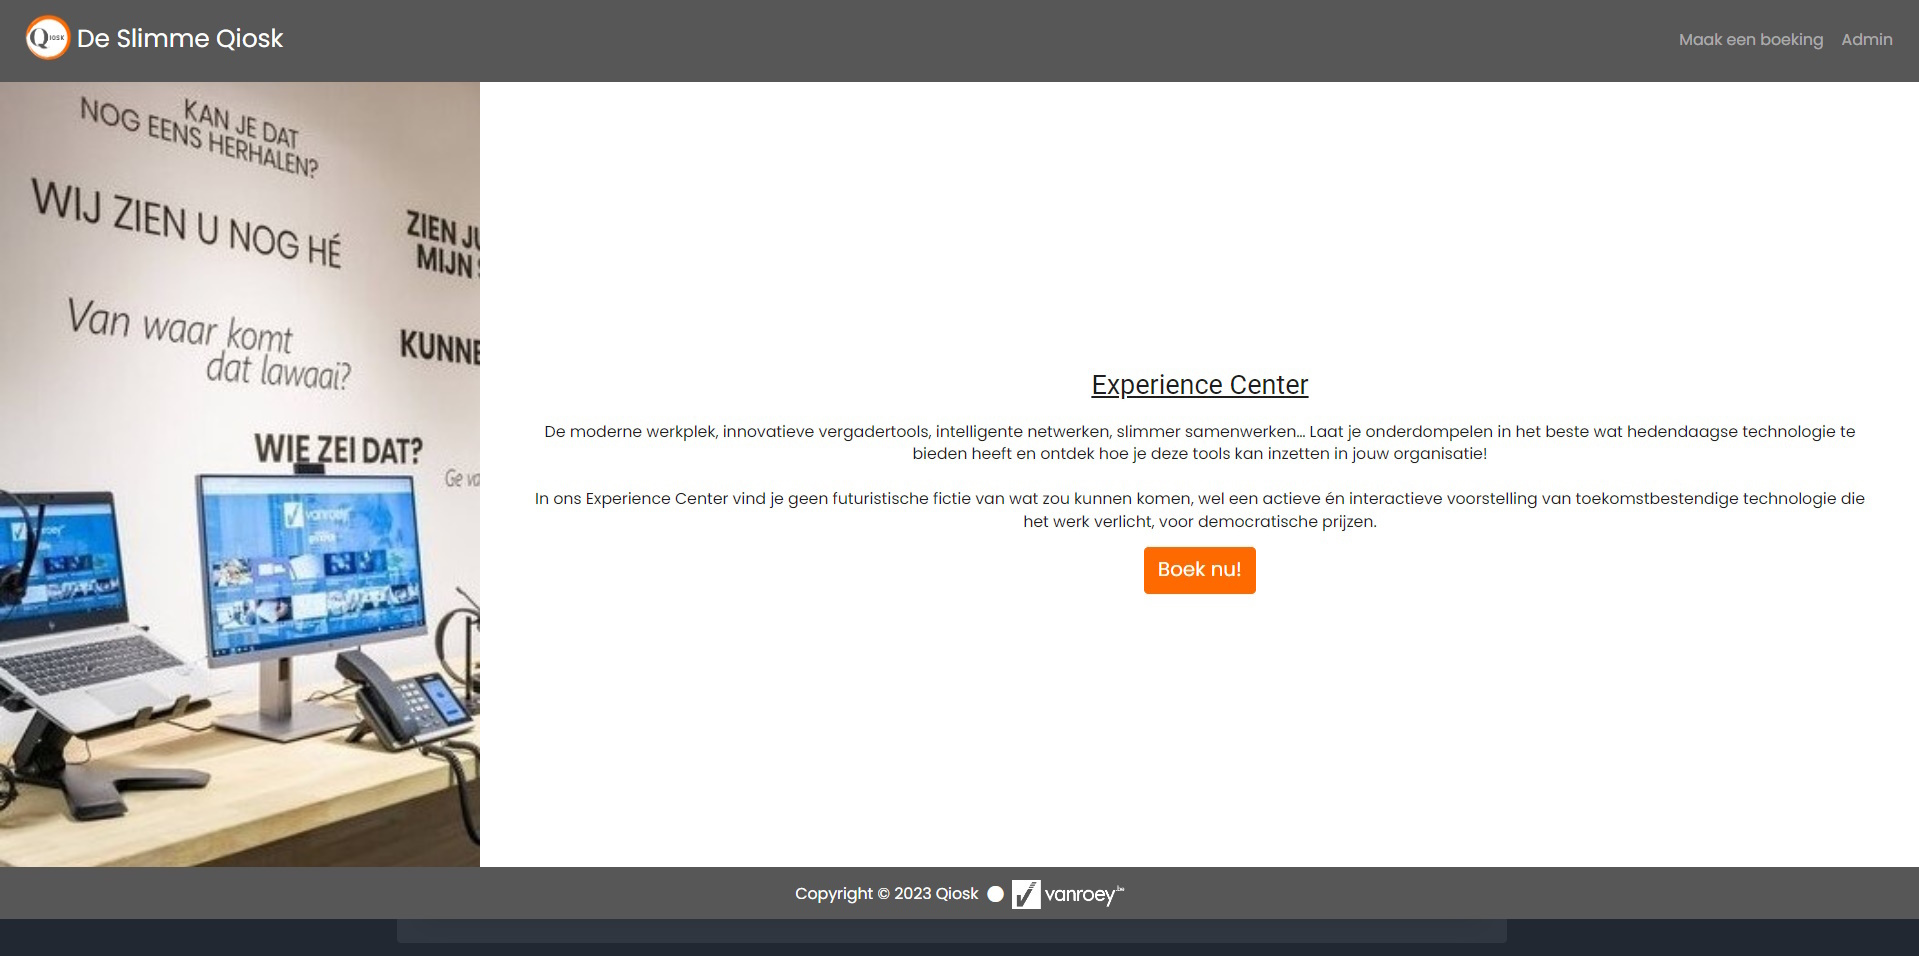 Qiosk
De Slimme Qiosk
Maak een boeking
Admin
KAN JE DAT
NOG EENS HERHALEN?
WIJ ZIEN U NOG HÉ
ZIEN
MIJN
Van waar komt
dat lawaai?
KUNNE
WIE ZEI DAT?
Ge
vanroey
vanroey
Experience Center
De moderne werkplek, innovatieve vergadertools, intelligente netwerken, slimmer samenwerken... Laat je onderdompelen in het beste wat hedendaagse technologie te
bieden heeft en ontdek hoe je deze tools kan inzetten in jouw organisatie!
In ons Experience Center vind je geen futuristische fictie van wat zou kunnen komen, wel een actieve én interactieve voorstelling van toekomstbestendige technologie die
het werk verlicht, voor democratische prijzen.
Boek nu!
Copyright © 2023 Qiosk
vanroey.be